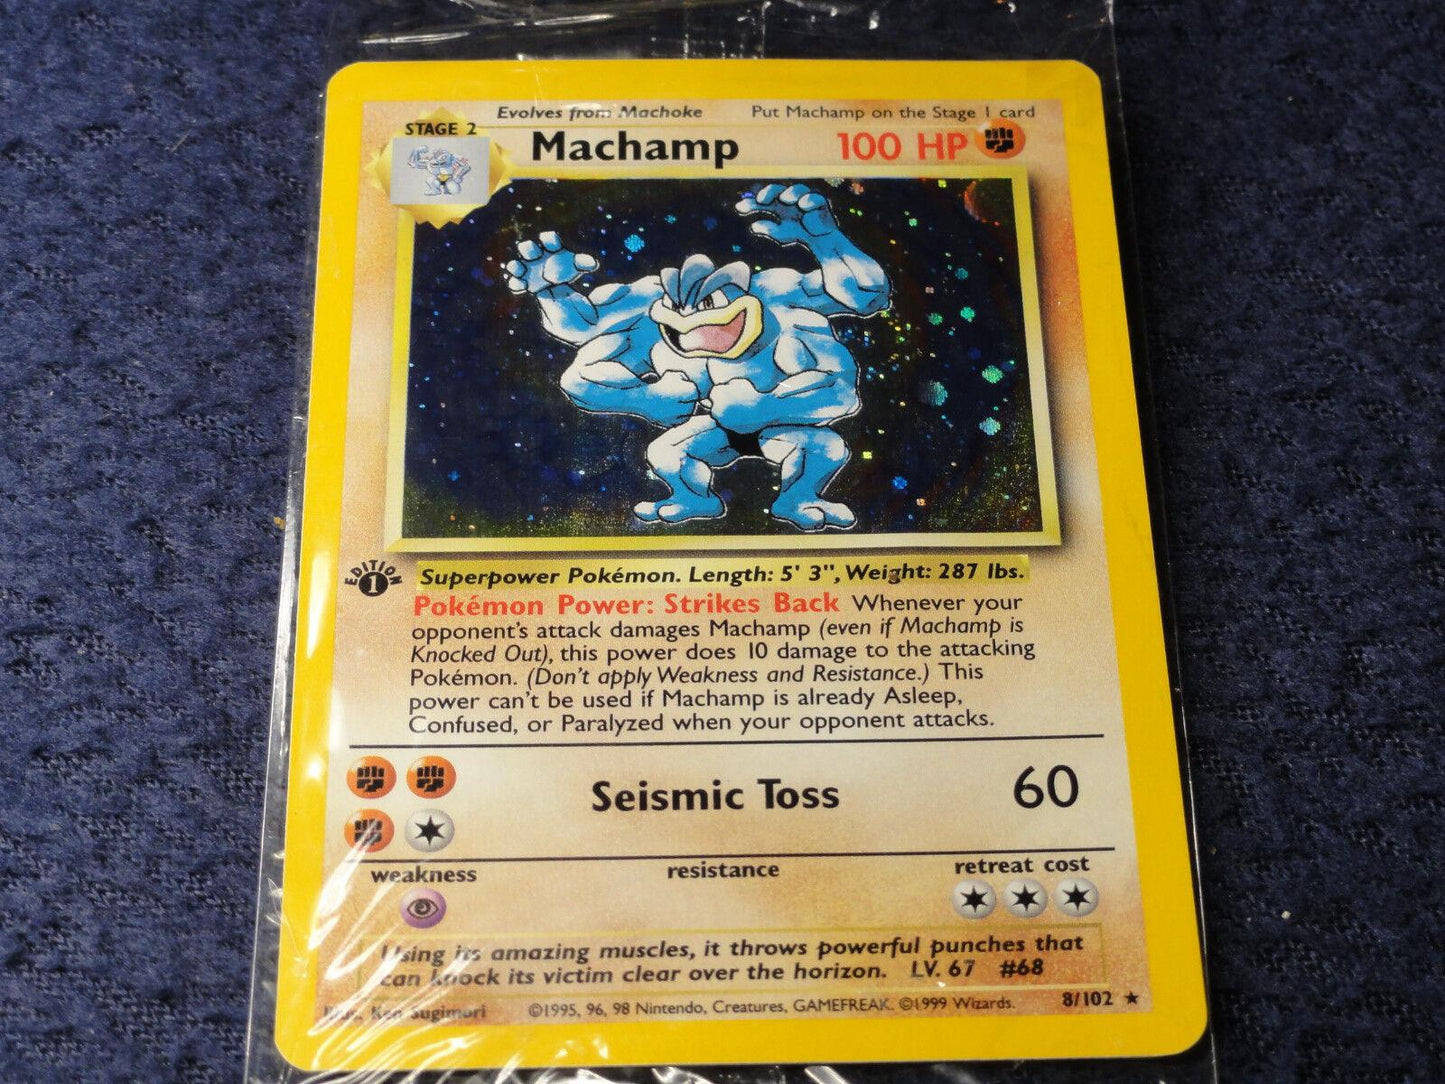 Evolves from Machoke Put Machamp on the Stage 1 card
STAGE 2
Machamp 100 HP
EDITION
1
Superpower Pokémon. Length: 5' 3", Weight: 287 lbs.
Pokémon Power: Strikes Back Whenever your
opponent's attack damages Machamp (even if Machamp is
Knocked Out), this power does 10 damage to the attacking
Pokémon. (Don't apply Weakness and Resistance.) This
power can't be used if Machamp is already Asleep,
Confused, or Paralyzed when your opponent attacks.
Seismic Toss 60
weakness resistance retreat cost
Using its amazing muscles, it throws powerful punches that
can knock its victim clear over the horizon. LV. 67 #68
Illus. Ken Sugimori ©1995, 96, 98 Nintendo, Creatures, GAMEFREAK. ©1999 Wizards. 8/102